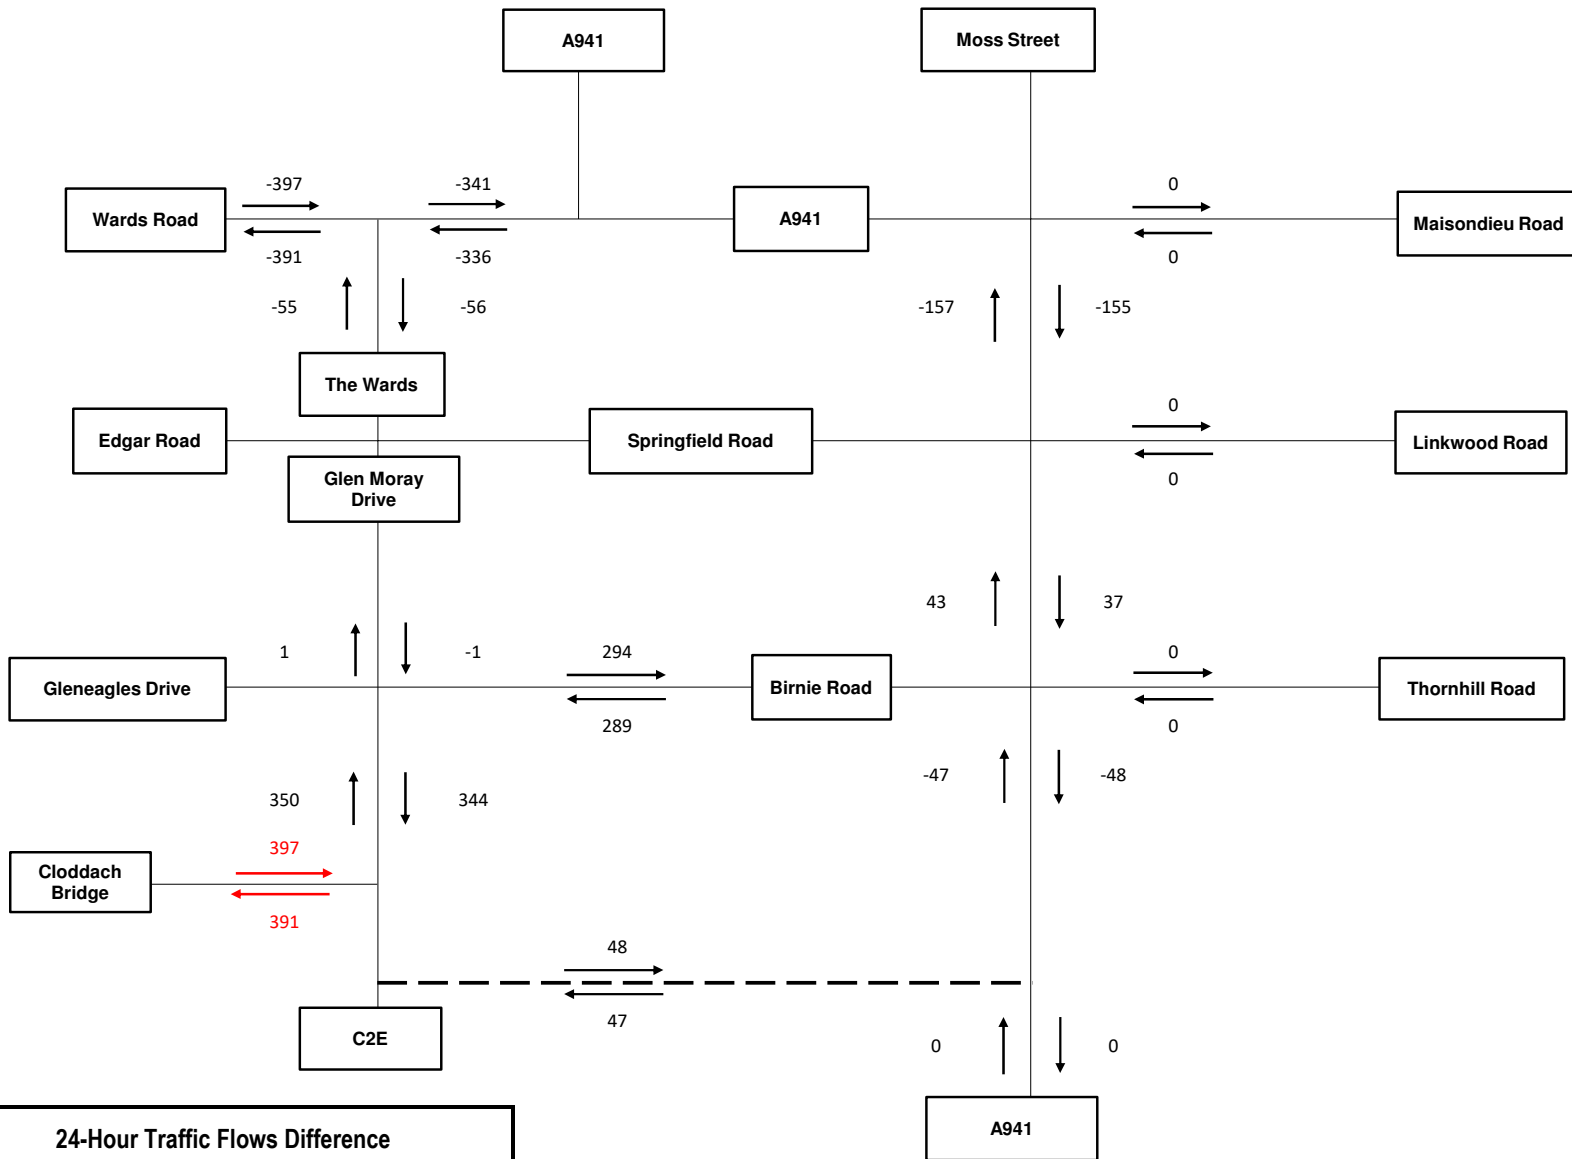 A941
Moss Street
-397
-341
0
Wards Road
A941
Maisondieu Road
-391
-336
0
-55
-56
-157
-155
The Wards
0
Edgar Road
Springfield Road
Linkwood Road
Glen Moray
Drive
0
43
37
1
-1
294
0
Gleneagles Drive
Birnie Road
Thornhill Road
289
0
-47
-48
350
344
397
Cloddach
Bridge
391
48
47
C2E
0
0
A941
24-Hour Traffic Flows Difference